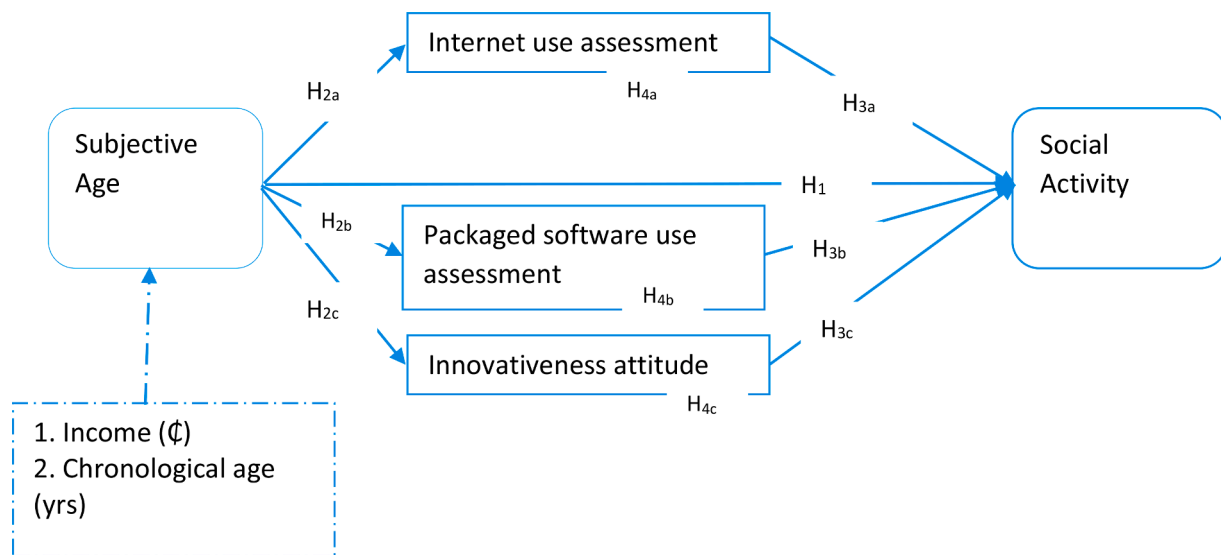 Internet use assessment
H4a
H2a
H3a
Subjective
Age
Social
Activity
H1
H2b
Packaged software use
assessment
H3b
H4b
H2c
H3c
Innovativeness attitude
H4c
1. Income (₵)
2. Chronological age
(yrs)